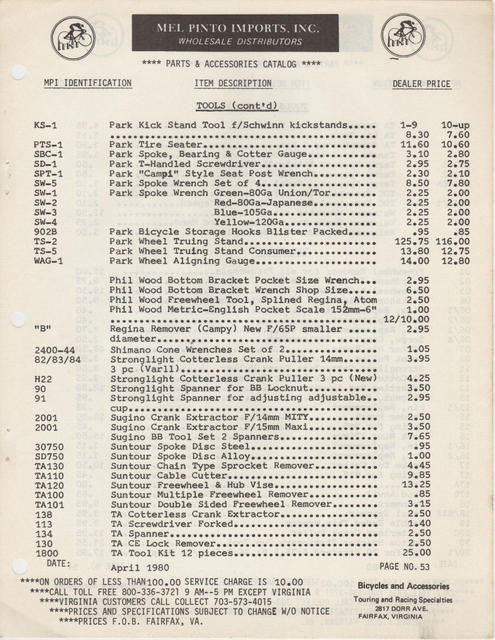 MEL PINTO IMPORTS, INC.
WHOLESALE DISTRIBUTORS
**** PARTS & ACCESSORIES CATALOG ****
MPI IDENTIFICATION ITEM DESCRIPTION DEALER PRICE
TOOLS (cont'd)
KS-1 Park Kick Stand Tool f/Schwinn kickstands..... 1-9 10-up
8.30 7.60
PTS-1 Park Tire Seater 11.60 10.60
SBC-1 Park Spoke, Bearing & Cotter Gauge 3.10 2.80
SD-1 Park T-Handled Screwdriver 2.95 2.75
SPT-1 Park "Campi" Style Seat Post Wrench 2.30 2.10
SW-5 Park Spoke Wrench Set of 4 8.50 7.80
SW-1 Park Spoke Wrench Green-80Ga Union/Tor 2.25 2.00
SW-2 Red-80Ga-Japanese 2.25 2.00
SW-3 Blue-105Ga 2.25 2.00
SW-4 Yellow-120Ga 2.25 2.00
902B Park Bicycle Storage Hooks Blister Packed .95 .85
TS-2 Park Wheel Truing Stand 125.75 116.00
TS-5 Park Wheel Truing Stand Consumer 13.80 12.75
WAG-1 Park Wheel Aligning Gauge 14.00 12.80
Phil Wood Bottom Bracket Pocket Size Wrench... 2.95
Phil Wood Bottom Bracket Wrench Shop Size 6.50
Phil Wood Freewheel Tool, Splined Regina, Atom 2.50
Phil Wood Metric-English Pocket Scale 152mm-6" 1.00
12/10.00
"B" Regina Remover (Campy) New F/65P smaller ..... 2.95
diameter
2400-44 Shimano Cone Wrenches Set of 2 1.05
82/83/84 Stronglight Cotterless Crank Puller 14mm 3.95
3 pc (Var11)
H22 Stronglight Cotterless Crank Puller 3 pc (New) 4.25
90 Stronglight Spanner for BB Locknut 3.50
91 Stronglight Spanner for adjusting adjustable.. 2.95
cup
2001 Sugino Crank Extractor F/14mm MITY 2.50
2001 Sugino Crank Extractor F/15mm Maxi 3.50
Sugino BB Tool Set 2 Spanners 7.65
30750 Suntour Spoke Disc Steel .95
SD750 Suntour Spoke Disc Alloy 1.00
TA130 Suntour Chain Type Sprocket Remover 4.45
TA110 Suntour Cable Cutter 9.85
TA120 Suntour Freewheel & Hub Vise 13.25
TA100 Suntour Multiple Freewheel Remover .85
TA101 Suntour Double Sided Freewheel Remover 3.15
138 TA Cotterless Crank Extractor 2.50
113 TA Screwdriver Forked 1.40
134 TA Spanner 2.50
130 TA CE Lock Remover 2.50
1800 TA Tool Kit 12 pieces 25.00
DATE: April 1980 PAGE NO. 53
****ON ORDERS OF LESS THAN 100.00 SERVICE CHARGE IS 10.00
****CALL TOLL FREE 800-336-3721 9 AM--5 PM EXCEPT VIRGINIA
****VIRGINIA CUSTOMERS CALL COLLECT 703-573-4015
****PRICES AND SPECIFICATIONS SUBJECT TO CHANGE W/O NOTICE
****PRICES F.O.B. FAIRFAX, VA.
Bicycles and Accessories
Touring and Racing Specialties
2817 DORR AVE.
FAIRFAX, VIRGINIA